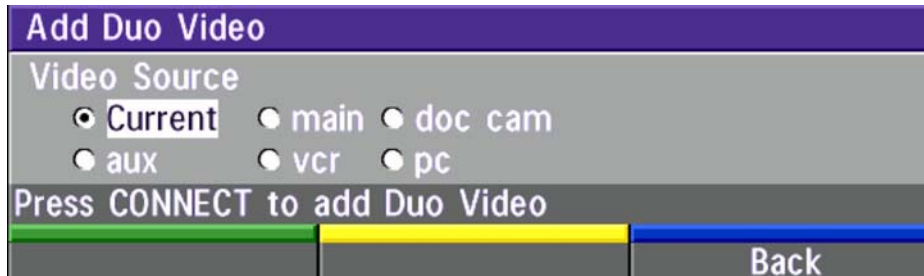 Add Duo Video
Video Source
Current main doc cam
aux vcr pc
Press CONNECT to add Duo Video
Back